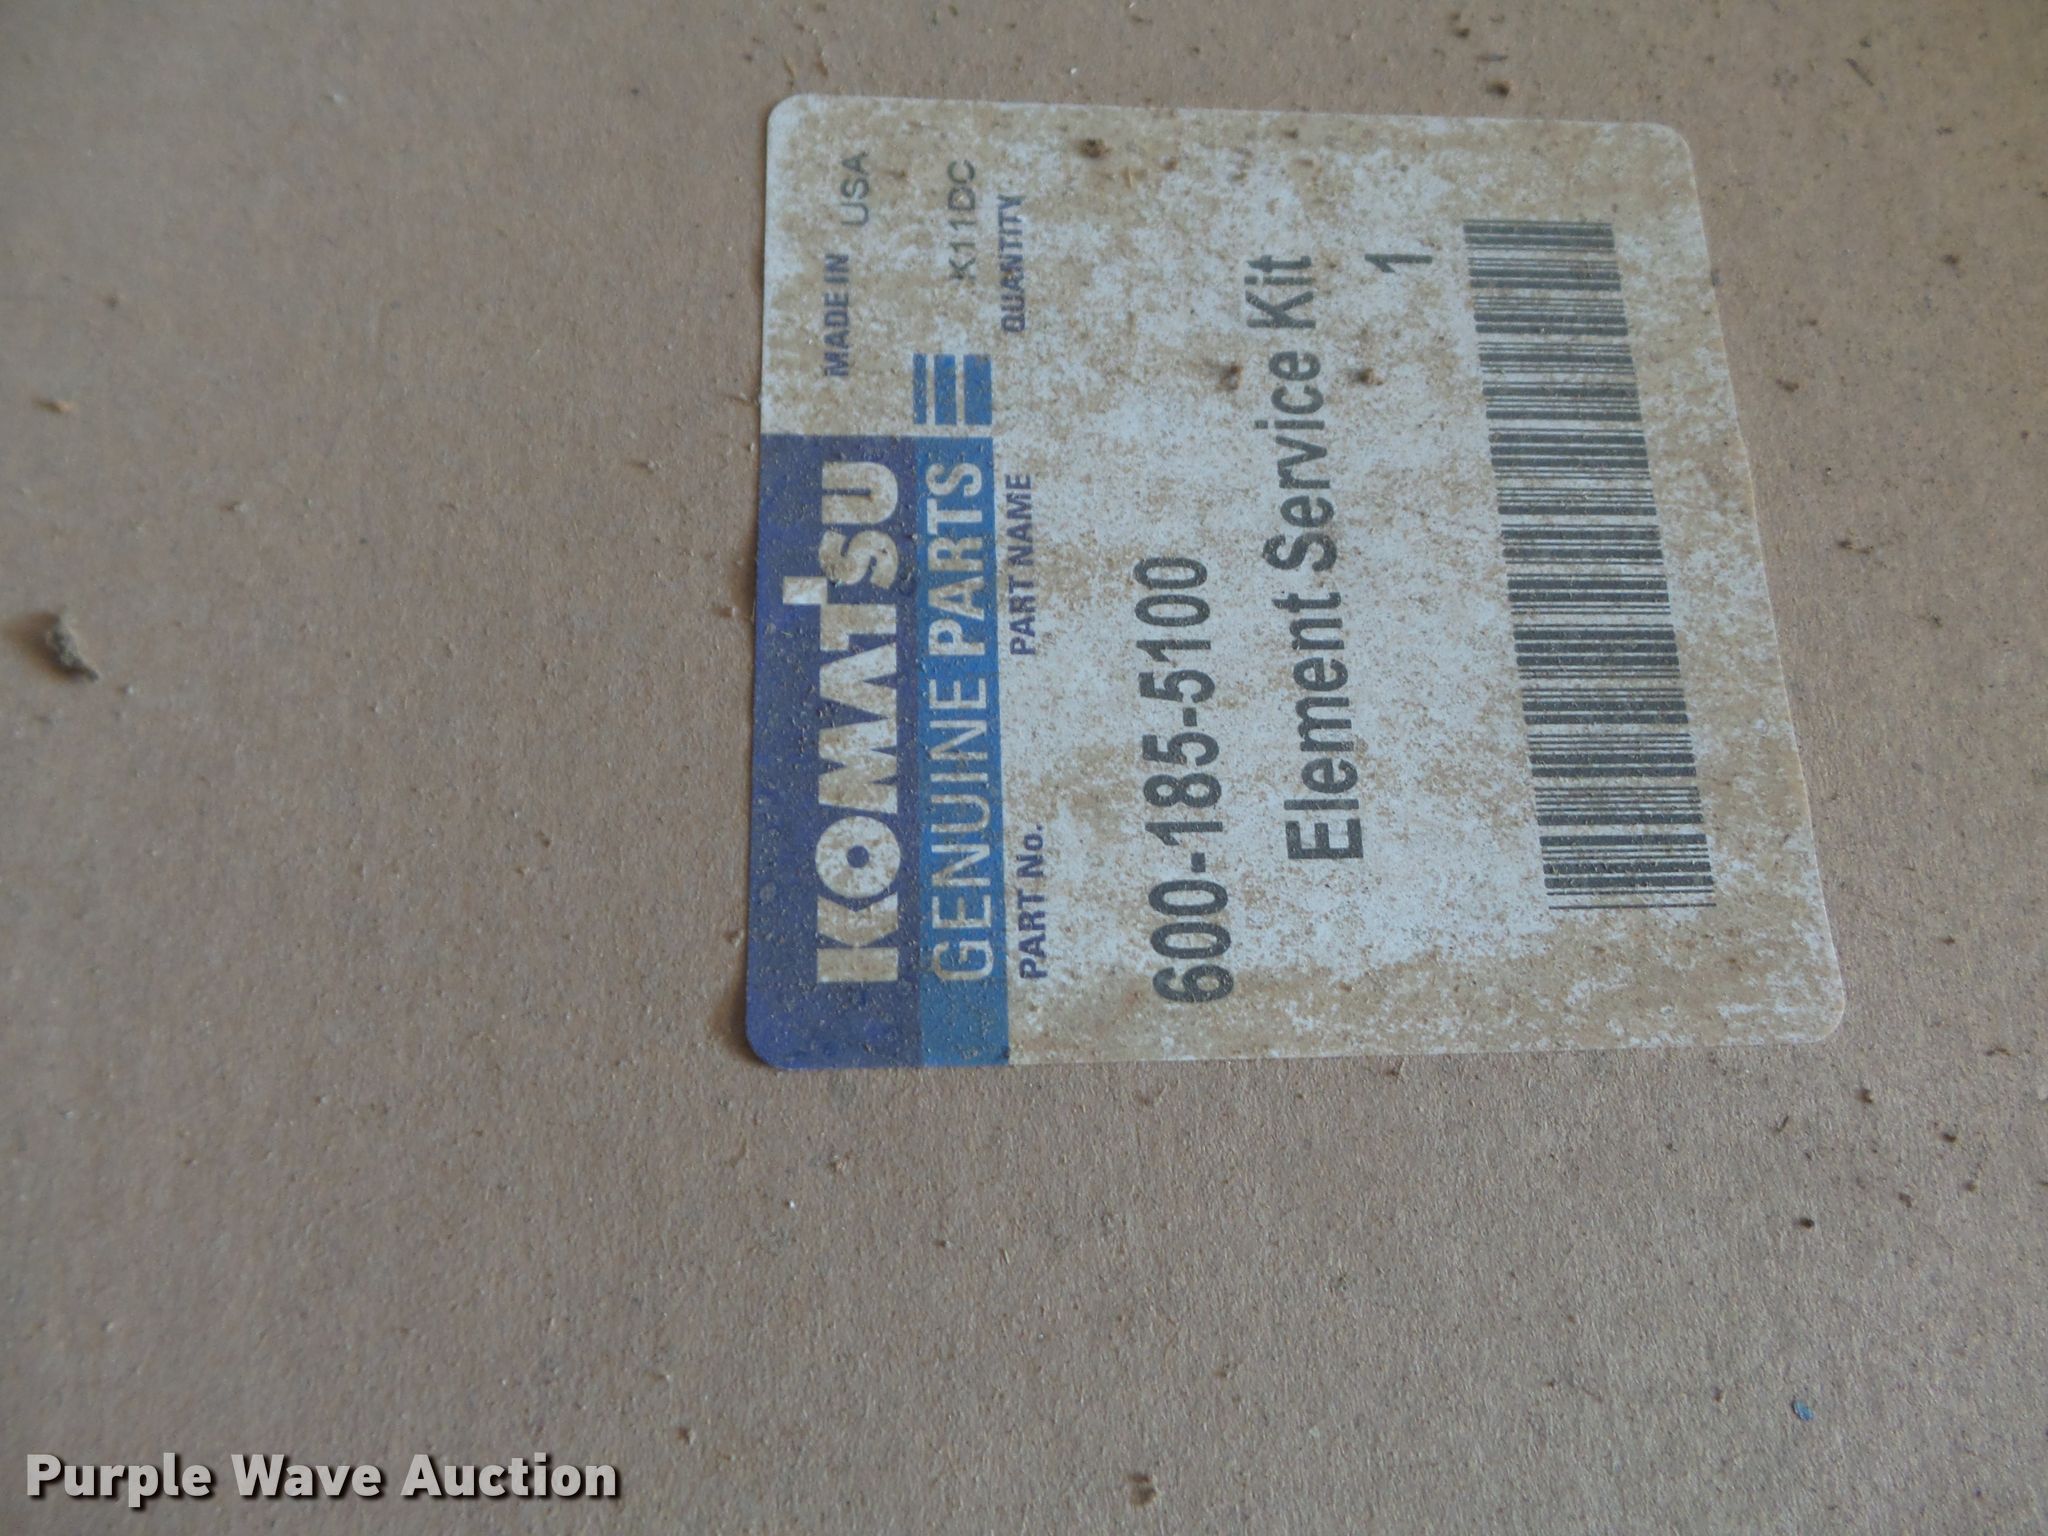 KOMATSU
GENUINE PARTS
MADE IN USA
K11DC
PART No. PART NAME QUANTITY
600-185-5100
Element Service Kit
1
Purple Wave Auction